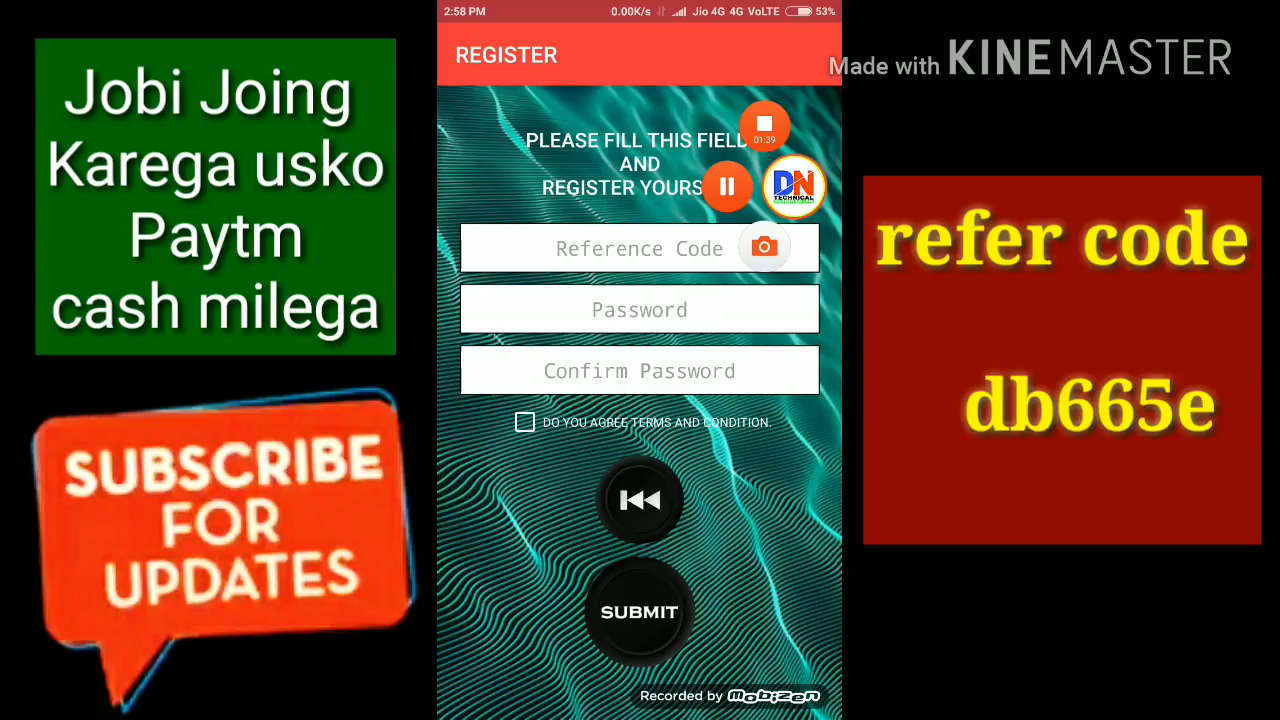 Jobi Joing
Karega usko
Paytm
cash milega
SUBSCRIBE
FOR
UPDATES
2:58 PM 0.00K/s Jio 4G 4G VoLTE 53%
REGISTER
PLEASE FILL THIS FIELD
AND
REGISTER YOURS
01:39
DN
TECHNICAL
Reference Code
Password
Confirm Password
DO YOU AGREE TERMS AND CONDITION.
SUBMIT
Recorded by Mobizen
Made with KINEMASTER
refer code
db665e